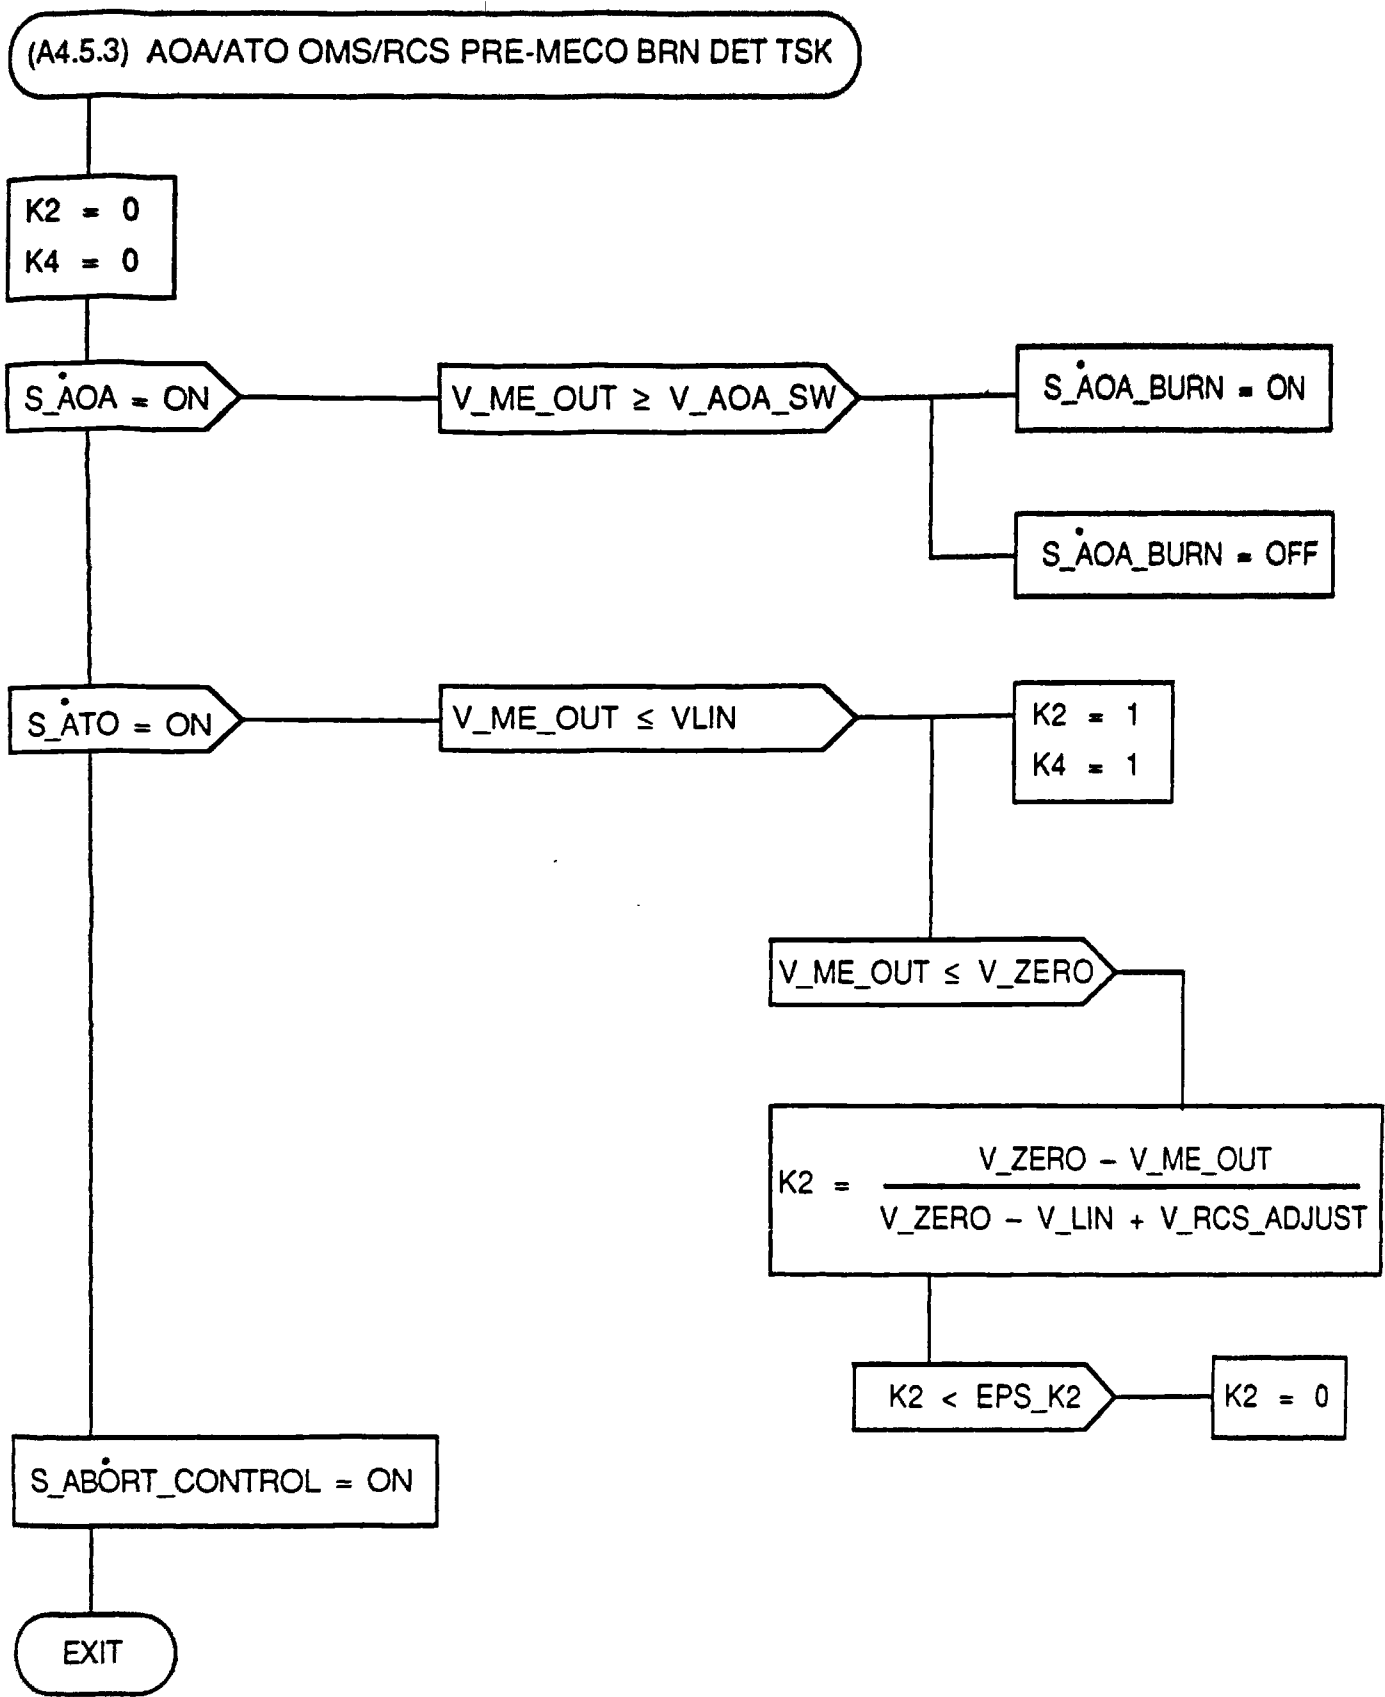 (A4.5.3) AOA/ATO OMS/RCS PRE-MECO BRN DET TSK
K2 = 0
K4 = 0
S_AOA = ON
V_ME_OUT ≥ V_AOA_SW
S_AOA_BURN = ON
S_AOA_BURN = OFF
S_ATO = ON
V_ME_OUT ≤ VLIN
K2 = 1
K4 = 1
V_ME_OUT ≤ V_ZERO
K2 =
V_ZERO – V_ME_OUT
V_ZERO – V_LIN + V_RCS_ADJUST
K2 < EPS_K2
K2 = 0
S_ABORT_CONTROL = ON
EXIT